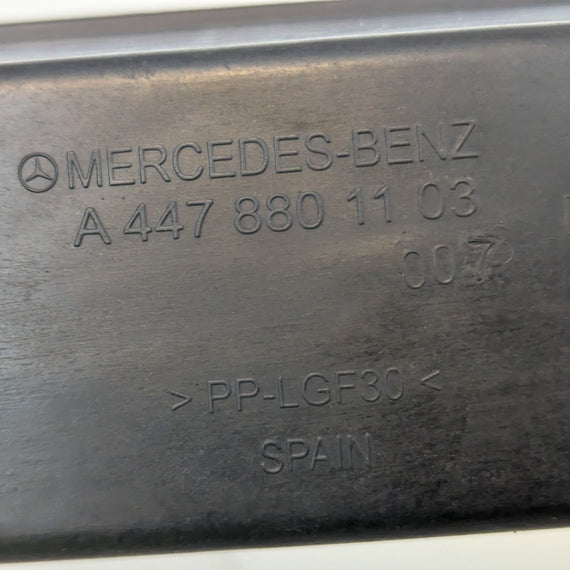 MERCEDES-BENZ
A 447 880 11 03
007
> PP-LGF30 <
SPAIN